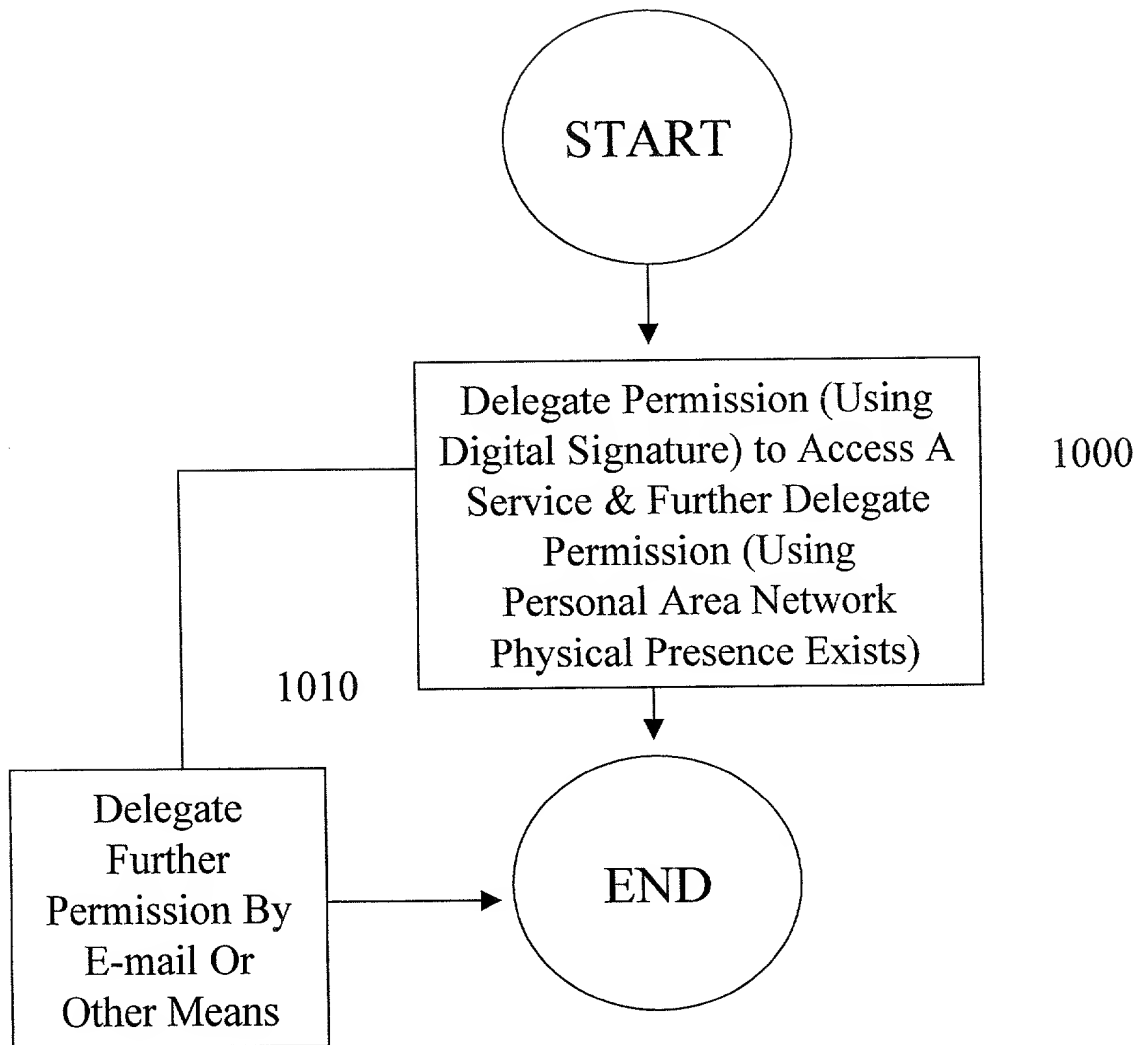 START
Delegate Permission (Using
Digital Signature) to Access A
Service & Further Delegate
Permission (Using
Personal Area Network
Physical Presence Exists)
1000
1010
Delegate
Further
Permission By
E-mail Or
Other Means
END